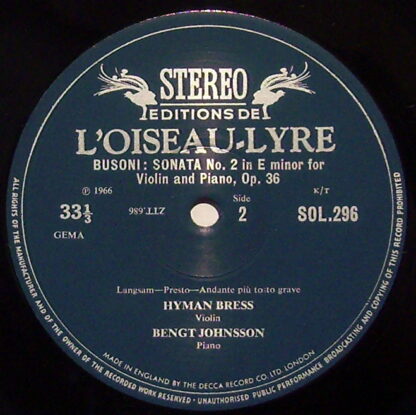 STEREO
EDITIONS DE
L'OISEAU-LYRE
BUSONI: SONATA No. 2 in E minor for
Violin and Piano, Op. 36
℗ 1966
K/T
33⅓
ZTT.986
Side
2
SOL.296
GEMA
Langsam—Presto—Andante più tosto grave
HYMAN BRESS
Violin
BENGT JOHNSSON
Piano
MADE IN ENGLAND BY THE DECCA RECORD CO. LTD. LONDON
ALL RIGHTS OF THE MANUFACTURER AND OF THE OWNER OF THE RECORDED WORK RESERVED · UNAUTHORISED PUBLIC PERFORMANCE BROADCASTING AND COPYING OF THIS RECORD PROHIBITED